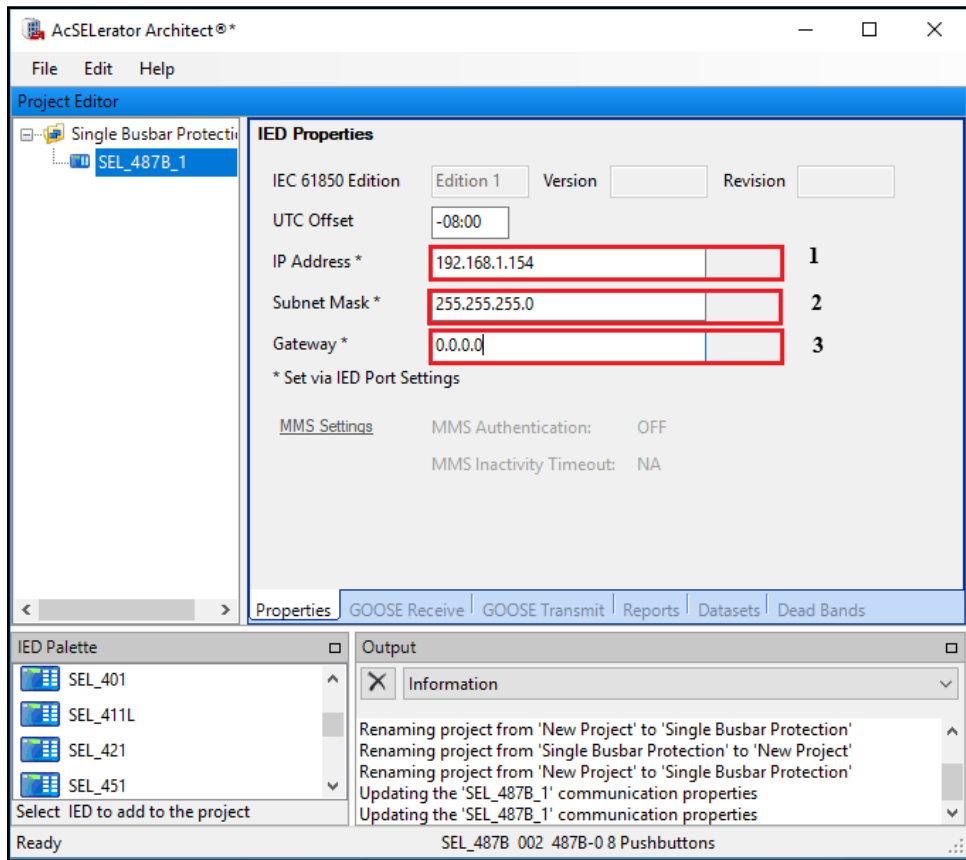 AcSELerator Architect®*
File Edit Help
Project Editor
Single Busbar Protecti
SEL_487B_1
IED Properties
IEC 61850 Edition Edition 1 Version Revision
UTC Offset -08:00
IP Address * 192.168.1.154 1
Subnet Mask * 255.255.255.0 2
Gateway * 0.0.0.0 3
* Set via IED Port Settings
MMS Settings MMS Authentication: OFF
MMS Inactivity Timeout: NA
Properties GOOSE Receive GOOSE Transmit Reports Datasets Dead Bands
IED Palette
SEL_401
SEL_411L
SEL_421
SEL_451
Select IED to add to the project
Output
Information
Renaming project from 'New Project' to 'Single Busbar Protection'
Renaming project from 'Single Busbar Protection' to 'New Project'
Renaming project from 'New Project' to 'Single Busbar Protection'
Updating the 'SEL_487B_1' communication properties
Updating the 'SEL_487B_1' communication properties
Ready SEL_487B 002 487B-0 8 Pushbuttons